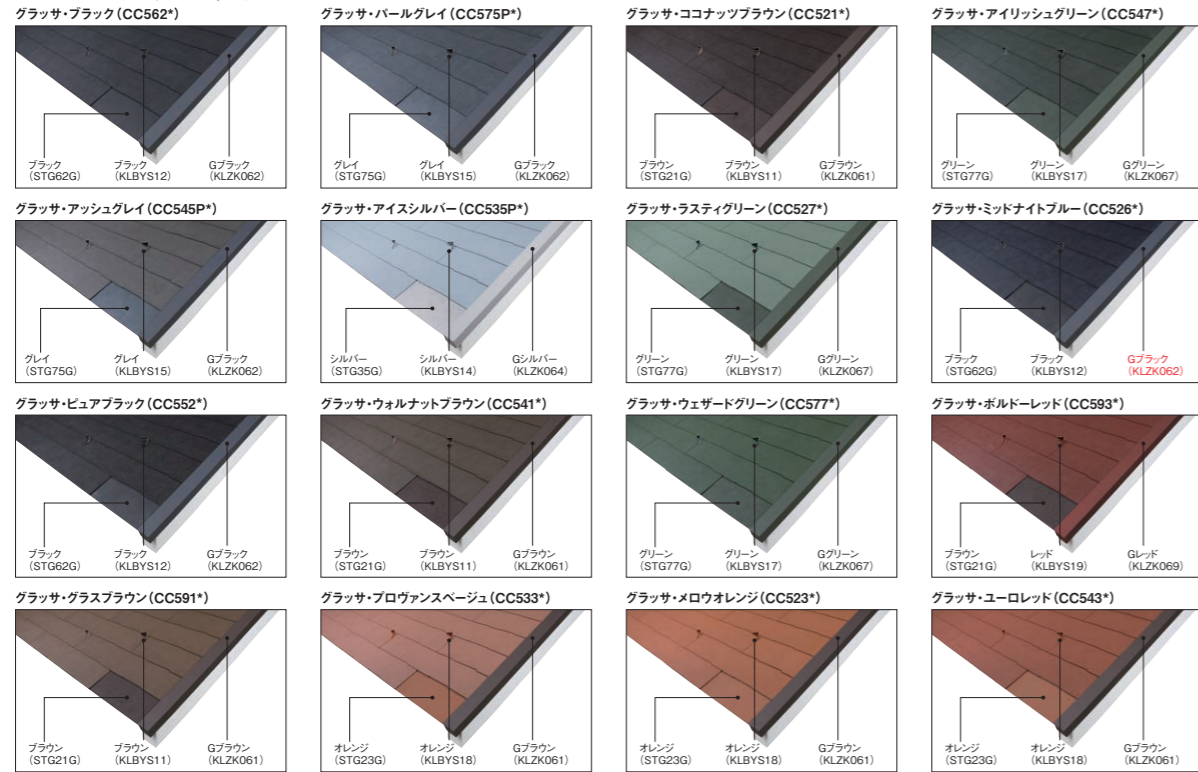 グラッサ・ブラック（CC562*）
ブラック
（STG62G）
ブラック
（KLBYS12）
Gブラック
（KLZK062）
グラッサ・パールグレイ（CC575P*）
グレイ
（STG75G）
グレイ
（KLBYS15）
Gブラック
（KLZK062）
グラッサ・ココナッツブラウン（CC521*）
ブラウン
（STG21G）
ブラウン
（KLBYS11）
Gブラウン
（KLZK061）
グラッサ・アイリッシュグリーン（CC547*）
グリーン
（STG77G）
グリーン
（KLBYS17）
Gグリーン
（KLZK067）
グラッサ・アッシュグレイ（CC545P*）
グレイ
（STG75G）
グレイ
（KLBYS15）
Gブラック
（KLZK062）
グラッサ・アイスシルバー（CC535P*）
シルバー
（STG35G）
シルバー
（KLBYS14）
Gシルバー
（KLZK064）
グラッサ・ラスティグリーン（CC527*）
グリーン
（STG77G）
グリーン
（KLBYS17）
Gグリーン
（KLZK067）
グラッサ・ミッドナイトブルー（CC526*）
ブラック
（STG62G）
ブラック
（KLBYS12）
Gブラック
（KLZK062）
グラッサ・ピュアブラック（CC552*）
ブラック
（STG62G）
ブラック
（KLBYS12）
Gブラック
（KLZK062）
グラッサ・ウォルナットブラウン（CC541*）
ブラウン
（STG21G）
ブラウン
（KLBYS11）
Gブラウン
（KLZK061）
グラッサ・ウェザードグリーン（CC577*）
グリーン
（STG77G）
グリーン
（KLBYS17）
Gグリーン
（KLZK067）
グラッサ・ボルドーレッド（CC593*）
ブラウン
（STG21G）
レッド
（KLBYS19）
Gレッド
（KLZK069）
グラッサ・グラスブラウン（CC591*）
ブラウン
（STG21G）
ブラウン
（KLBYS11）
Gブラウン
（KLZK061）
グラッサ・プロヴァンスベージュ（CC533*）
オレンジ
（STG23G）
オレンジ
（KLBYS18）
Gブラウン
（KLZK061）
グラッサ・メロウオレンジ（CC523*）
オレンジ
（STG23G）
オレンジ
（KLBYS18）
Gブラウン
（KLZK061）
グラッサ・ユーロレッド（CC543*）
オレンジ
（STG23G）
オレンジ
（KLBYS18）
Gブラウン
（KLZK061）